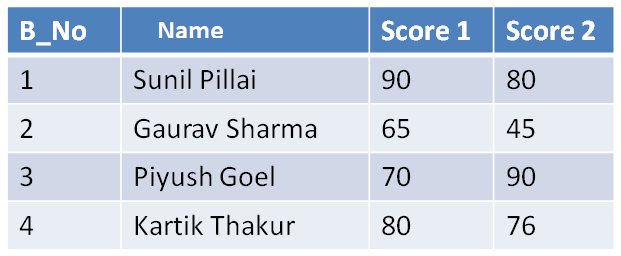 B_No Name Score 1 Score 2
1 Sunil Pillai 90 80
2 Gaurav Sharma 65 45
3 Piyush Goel 70 90
4 Kartik Thakur 80 76